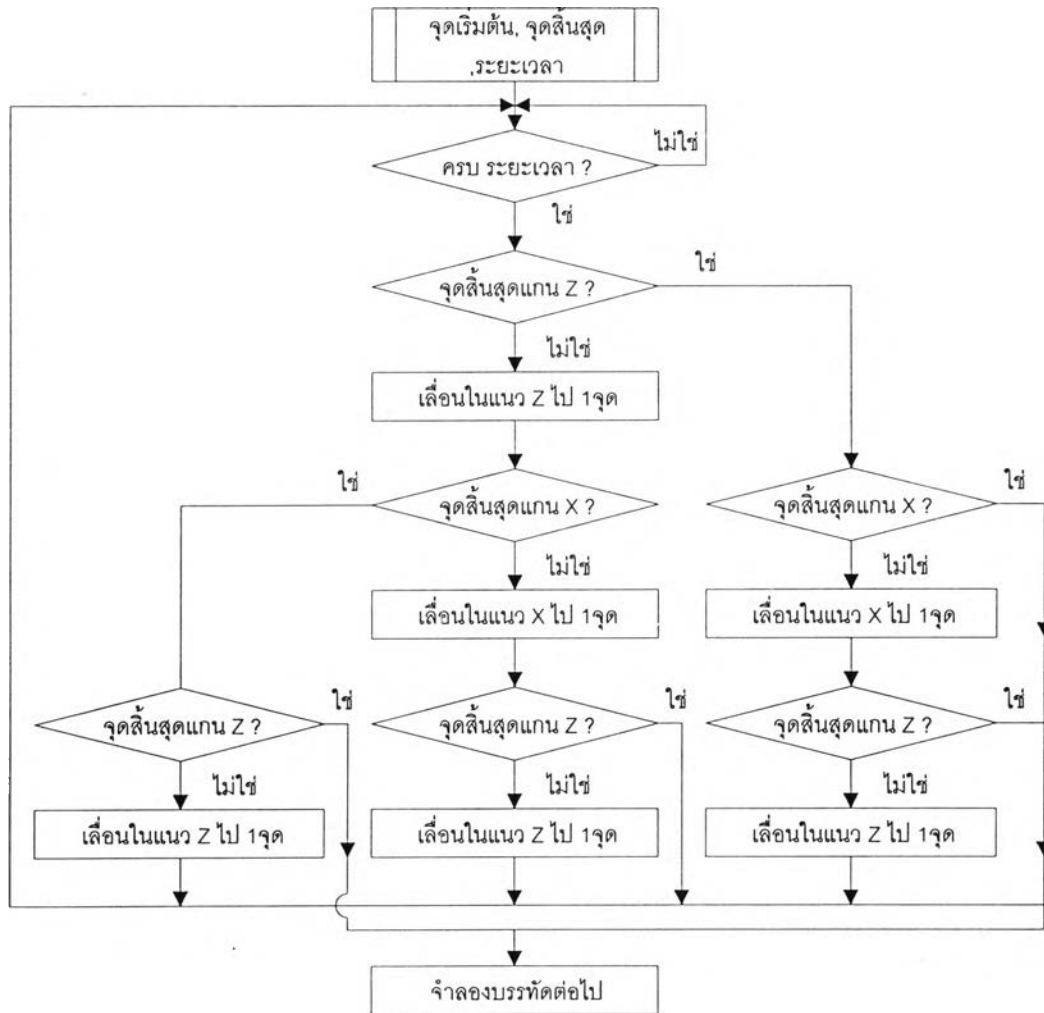 จุดเริ่มต้น, จุดสิ้นสุด
,ระยะเวลา
ไม่ใช่
ครบ ระยะเวลา ?
ใช่
จุดสิ้นสุดแกน Z ?
ใช่
ไม่ใช่
เลื่อนในแนว Z ไป 1จุด
ใช่
จุดสิ้นสุดแกน X ?
จุดสิ้นสุดแกน X ?
ใช่
ไม่ใช่
ไม่ใช่
เลื่อนในแนว X ไป 1จุด
เลื่อนในแนว X ไป 1จุด
จุดสิ้นสุดแกน Z ?
ใช่
จุดสิ้นสุดแกน Z ?
ใช่
จุดสิ้นสุดแกน Z ?
ใช่
ไม่ใช่
ไม่ใช่
ไม่ใช่
เลื่อนในแนว Z ไป 1จุด
เลื่อนในแนว Z ไป 1จุด
เลื่อนในแนว Z ไป 1จุด
จำลองบรรทัดต่อไป